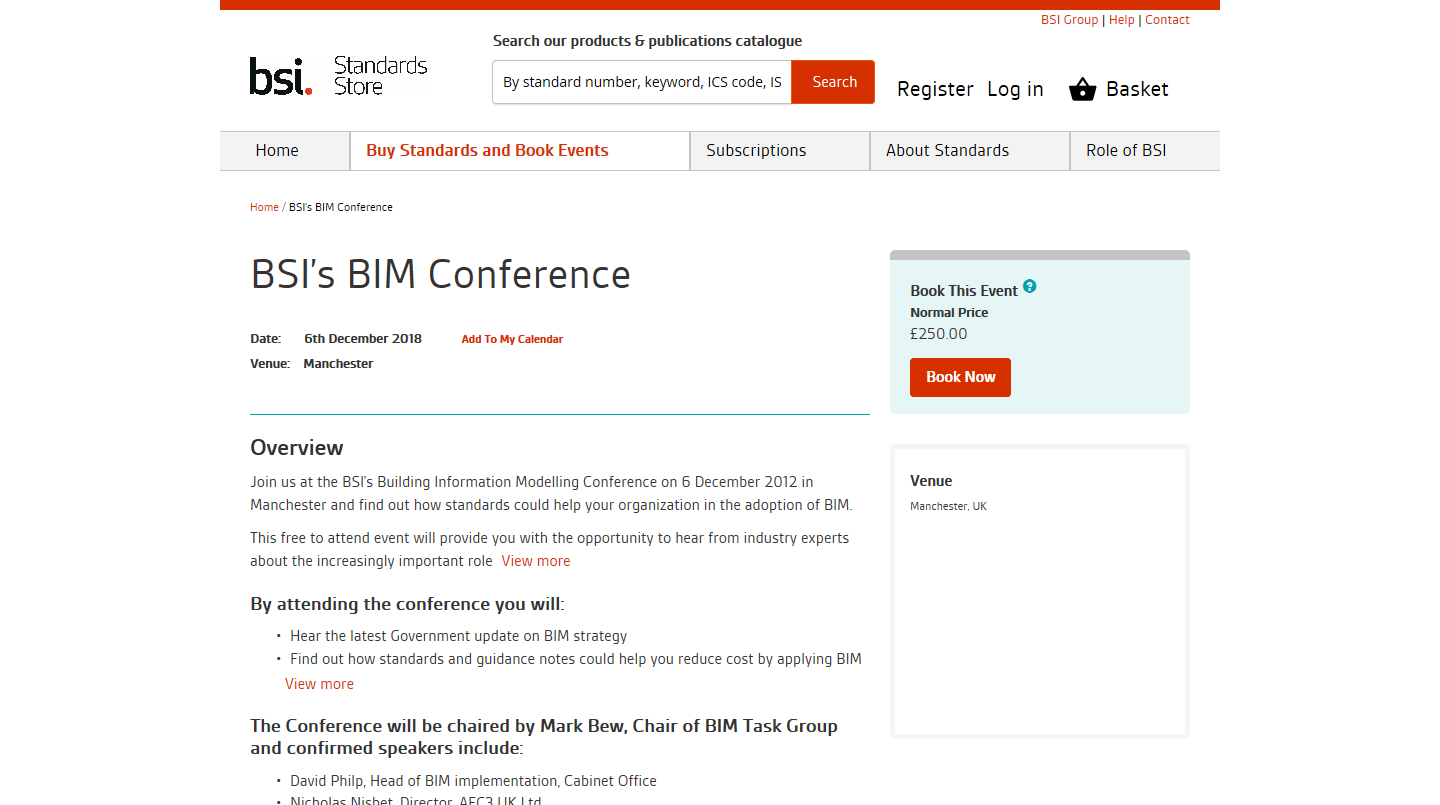 BSI Group | Help | Contact
Search our products & publications catalogue
bsi. Standards Store
By standard number, keyword, ICS code, IS
Search
Register Log in Basket
Home Buy Standards and Book Events Subscriptions About Standards Role of BSI
Home / BSI's BIM Conference
BSI's BIM Conference
Date: 6th December 2018 Add To My Calendar
Venue: Manchester
Book This Event ?
Normal Price
£250.00
Book Now
Overview
Join us at the BSI's Building Information Modelling Conference on 6 December 2012 in
Manchester and find out how standards could help your organization in the adoption of BIM.
This free to attend event will provide you with the opportunity to hear from industry experts
about the increasingly important role View more
Venue
Manchester, UK
By attending the conference you will:
• Hear the latest Government update on BIM strategy
• Find out how standards and guidance notes could help you reduce cost by applying BIM
View more
The Conference will be chaired by Mark Bew, Chair of BIM Task Group
and confirmed speakers include:
• David Philp, Head of BIM implementation, Cabinet Office
• Nicholas Nisbet, Director, AEC3 UK Ltd